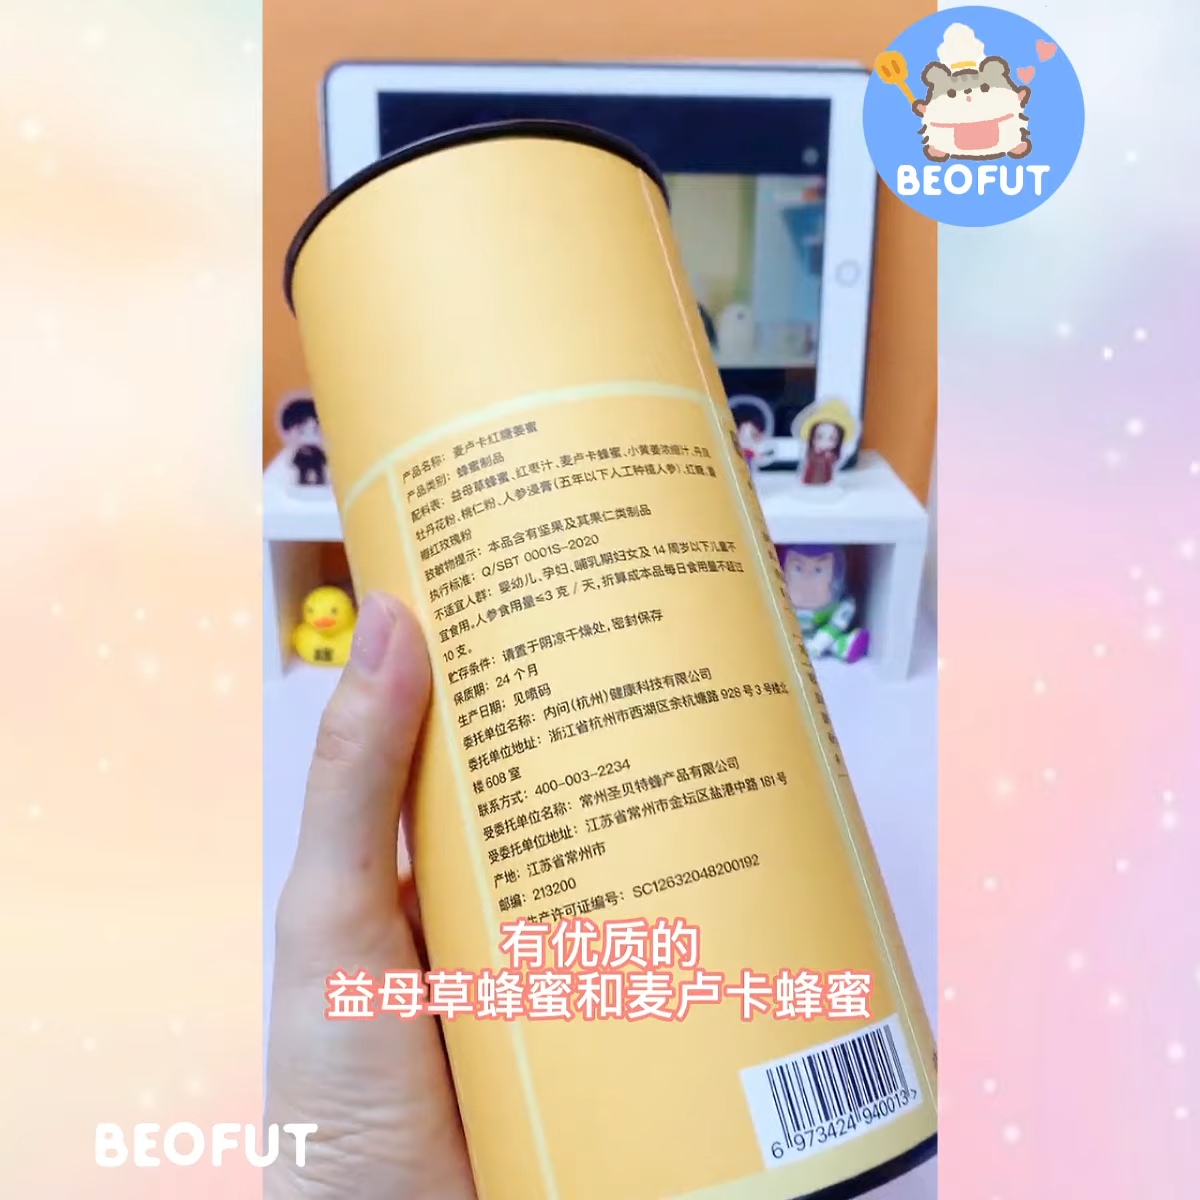 BEOFUT
产品名称：麦卢卡红糖姜蜜
产品类别：蜂蜜制品
配料表：益母草蜂蜜、红枣汁、麦卢卡蜂蜜、小黄姜浓缩汁、丹凤
牡丹花粉、桃仁粉、人参浸膏（五年以下人工种植人参）、红糖、重
瓣红玫瑰粉
致敏物提示：本品含有坚果及其果仁类制品
执行标准：Q/SBT 0001S-2020
不适宜人群：婴幼儿、孕妇、哺乳期妇女及 14 周岁以下儿童不
宜食用。人参食用量≤3 克 / 天，折算成本品每日食用量不超过
10 支。
贮存条件：请置于阴凉干燥处，密封保存
保质期：24 个月
生产日期：见喷码
委托单位名称：内问（杭州）健康科技有限公司
委托单位地址：浙江省杭州市西湖区余杭塘路 928 号 3 号楼北
楼 608 室
联系方式：400-003-2234
受委托单位名称：常州圣贝特蜂产品有限公司
受委托单位地址：江苏省常州市金坛区盐港中路 181 号
产地：江苏省常州市
邮编：213200
生产许可证编号：SC12632048200192
有优质的
益母草蜂蜜和麦卢卡蜂蜜
6 973424 940013>
BEOFUT